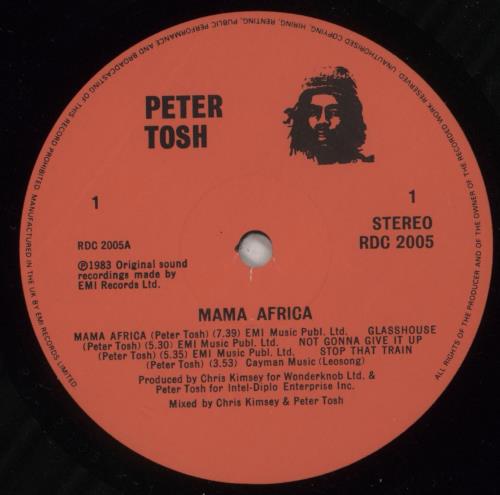 ALL RIGHTS OF THE PRODUCER AND OF THE OWNER OF THE RECORDED WORK RESERVED. UNAUTHORISED COPYING, HIRING, RENTING, PUBLIC PERFORMANCE AND BROADCASTING OF THIS RECORD PROHIBITED. MANUFACTURED IN THE UK BY EMI RECORDS LIMITED
PETER
TOSH
1
1
STEREO
RDC 2005A
RDC 2005
Ⓟ1983 Original sound
recordings made by
EMI Records Ltd.
MAMA AFRICA
MAMA AFRICA (Peter Tosh) (7.39) EMI Music Publ. Ltd. GLASSHOUSE
(Peter Tosh) (5.30) EMI Music Publ. Ltd. NOT GONNA GIVE IT UP
(Peter Tosh) (5.35) EMI Music Publ. Ltd. STOP THAT TRAIN
(Peter Tosh) (3.53) Cayman Music (Leosong)
Produced by Chris Kimsey for Wonderknob Ltd. &
Peter Tosh for Intel-Diplo Enterprise Inc.
Mixed by Chris Kimsey & Peter Tosh